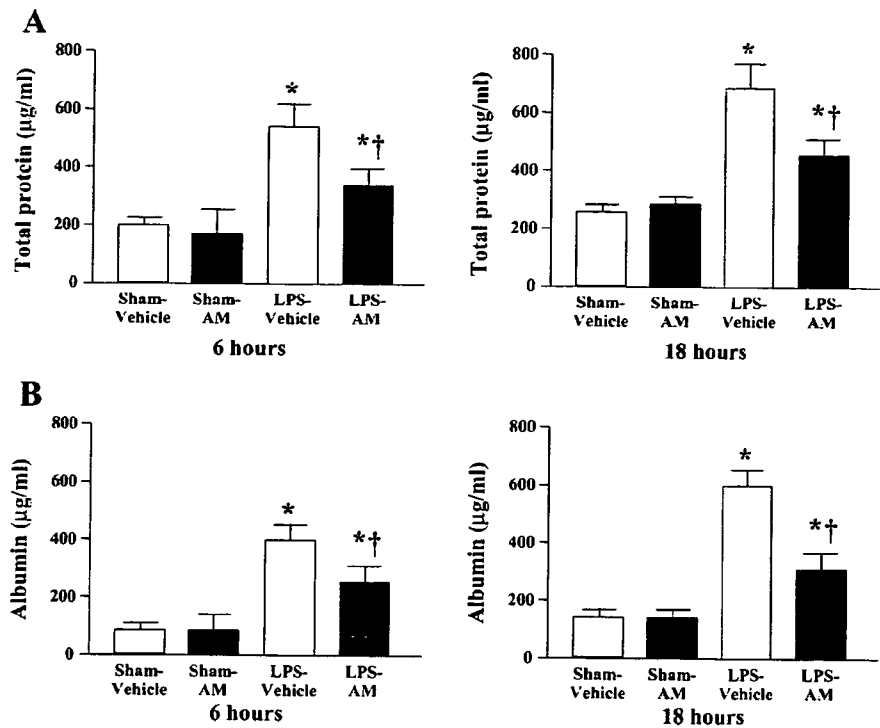 A
Total protein (µg/ml)
800
600
400
200
0
*
*†
Sham-Vehicle
Sham-AM
LPS-Vehicle
LPS-AM
6 hours
Total protein (µg/ml)
800
600
400
200
0
*
*†
Sham-Vehicle
Sham-AM
LPS-Vehicle
LPS-AM
18 hours
B
Albumin (µg/ml)
800
600
400
200
0
*
*†
Sham-Vehicle
Sham-AM
LPS-Vehicle
LPS-AM
6 hours
Albumin (µg/ml)
800
600
400
200
0
*
*†
Sham-Vehicle
Sham-AM
LPS-Vehicle
LPS-AM
18 hours